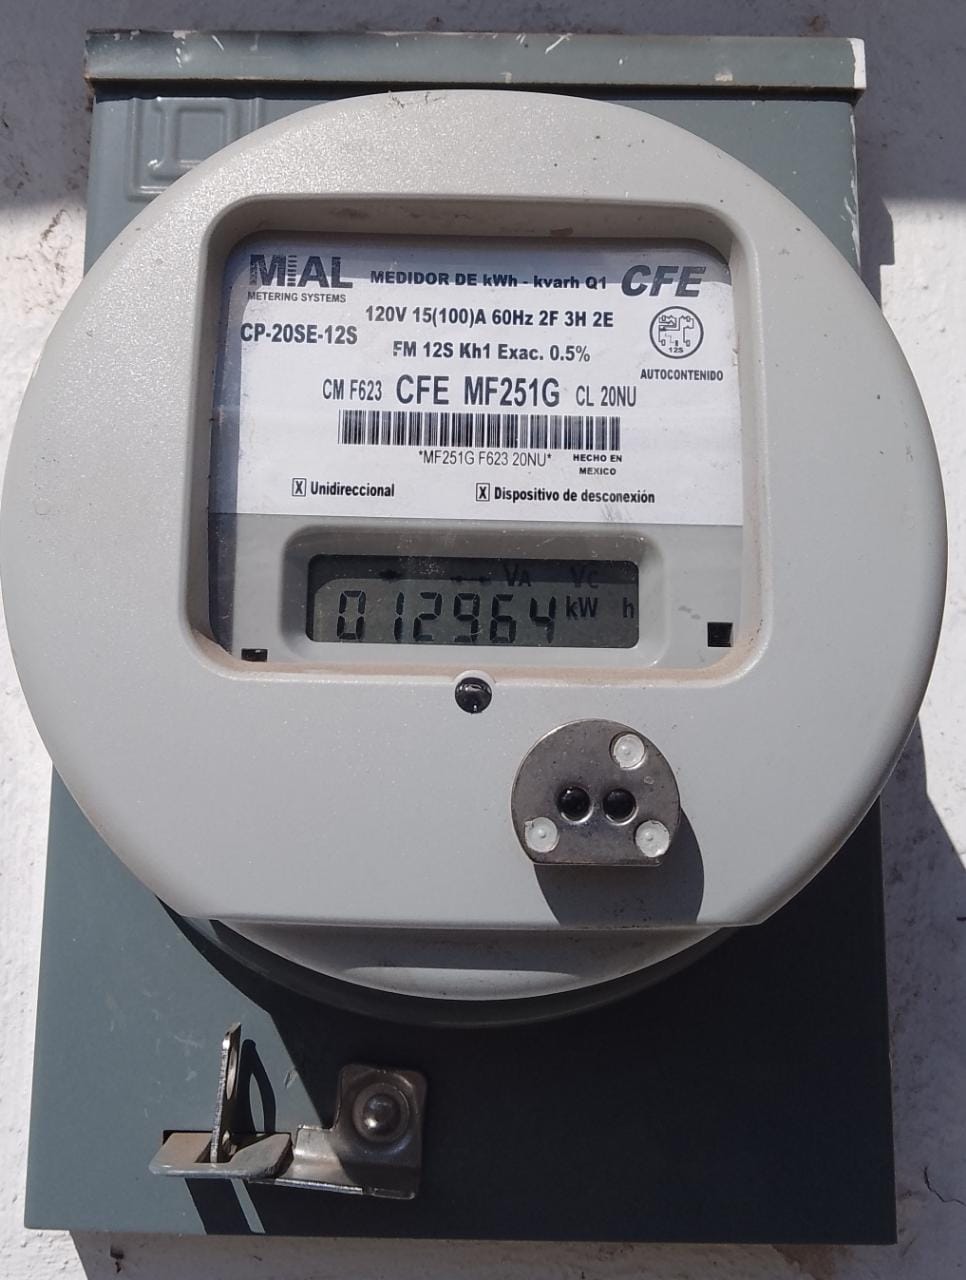 MIAL
METERING SYSTEMS
MEDIDOR DE kWh - kvarh Q1
CFE
120V 15(100)A 60Hz 2F 3H 2E
CP-20SE-12S
FM 12S Kh1 Exac. 0.5%
12S
AUTOCONTENIDO
CM F623 CFE MF251G CL 20NU
*MF251G F623 20NU*
HECHO EN
MEXICO
X Unidireccional
X Dispositivo de desconexión
VA VC
012964 kW h